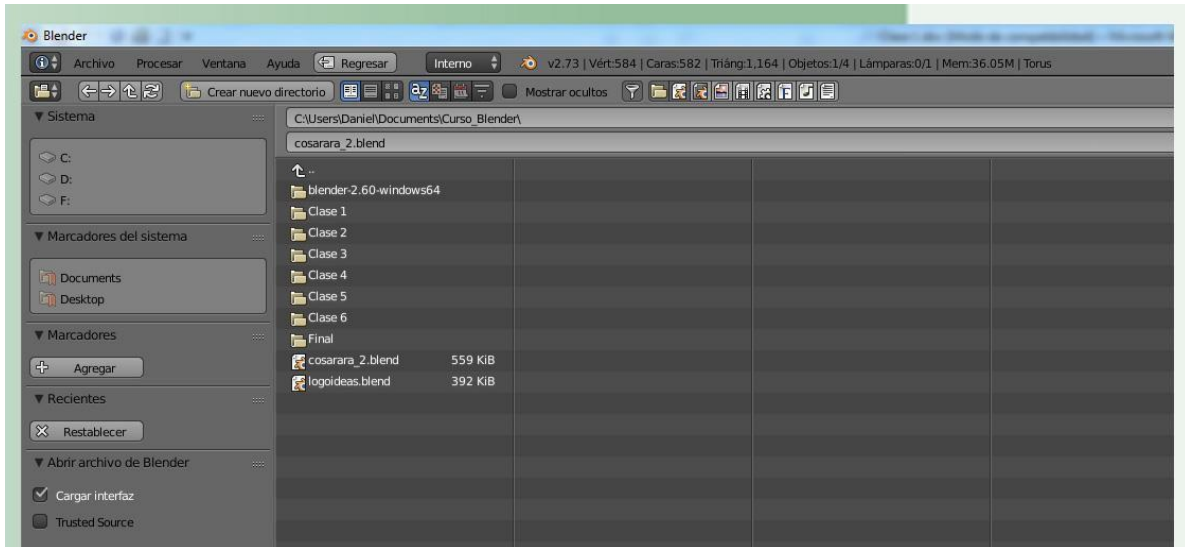 Blender
Archivo Procesar Ventana Ayuda Regresar Interno v2.73 | Vért:584 | Caras:582 | Triáng:1,164 | Objetos:1/4 | Lámparas:0/1 | Mem:36.05M | Torus
Crear nuevo directorio Mostrar ocultos
Sistema
C:
D:
F:
Marcadores del sistema
Documents
Desktop
Marcadores
Agregar
Recientes
Restablecer
Abrir archivo de Blender
Cargar interfaz
Trusted Source
C:\Users\Daniel\Documents\Curso_Blender\
cosarara_2.blend
..
blender-2.60-windows64
Clase 1
Clase 2
Clase 3
Clase 4
Clase 5
Clase 6
Final
cosarara_2.blend 559 KiB
logoideas.blend 392 KiB